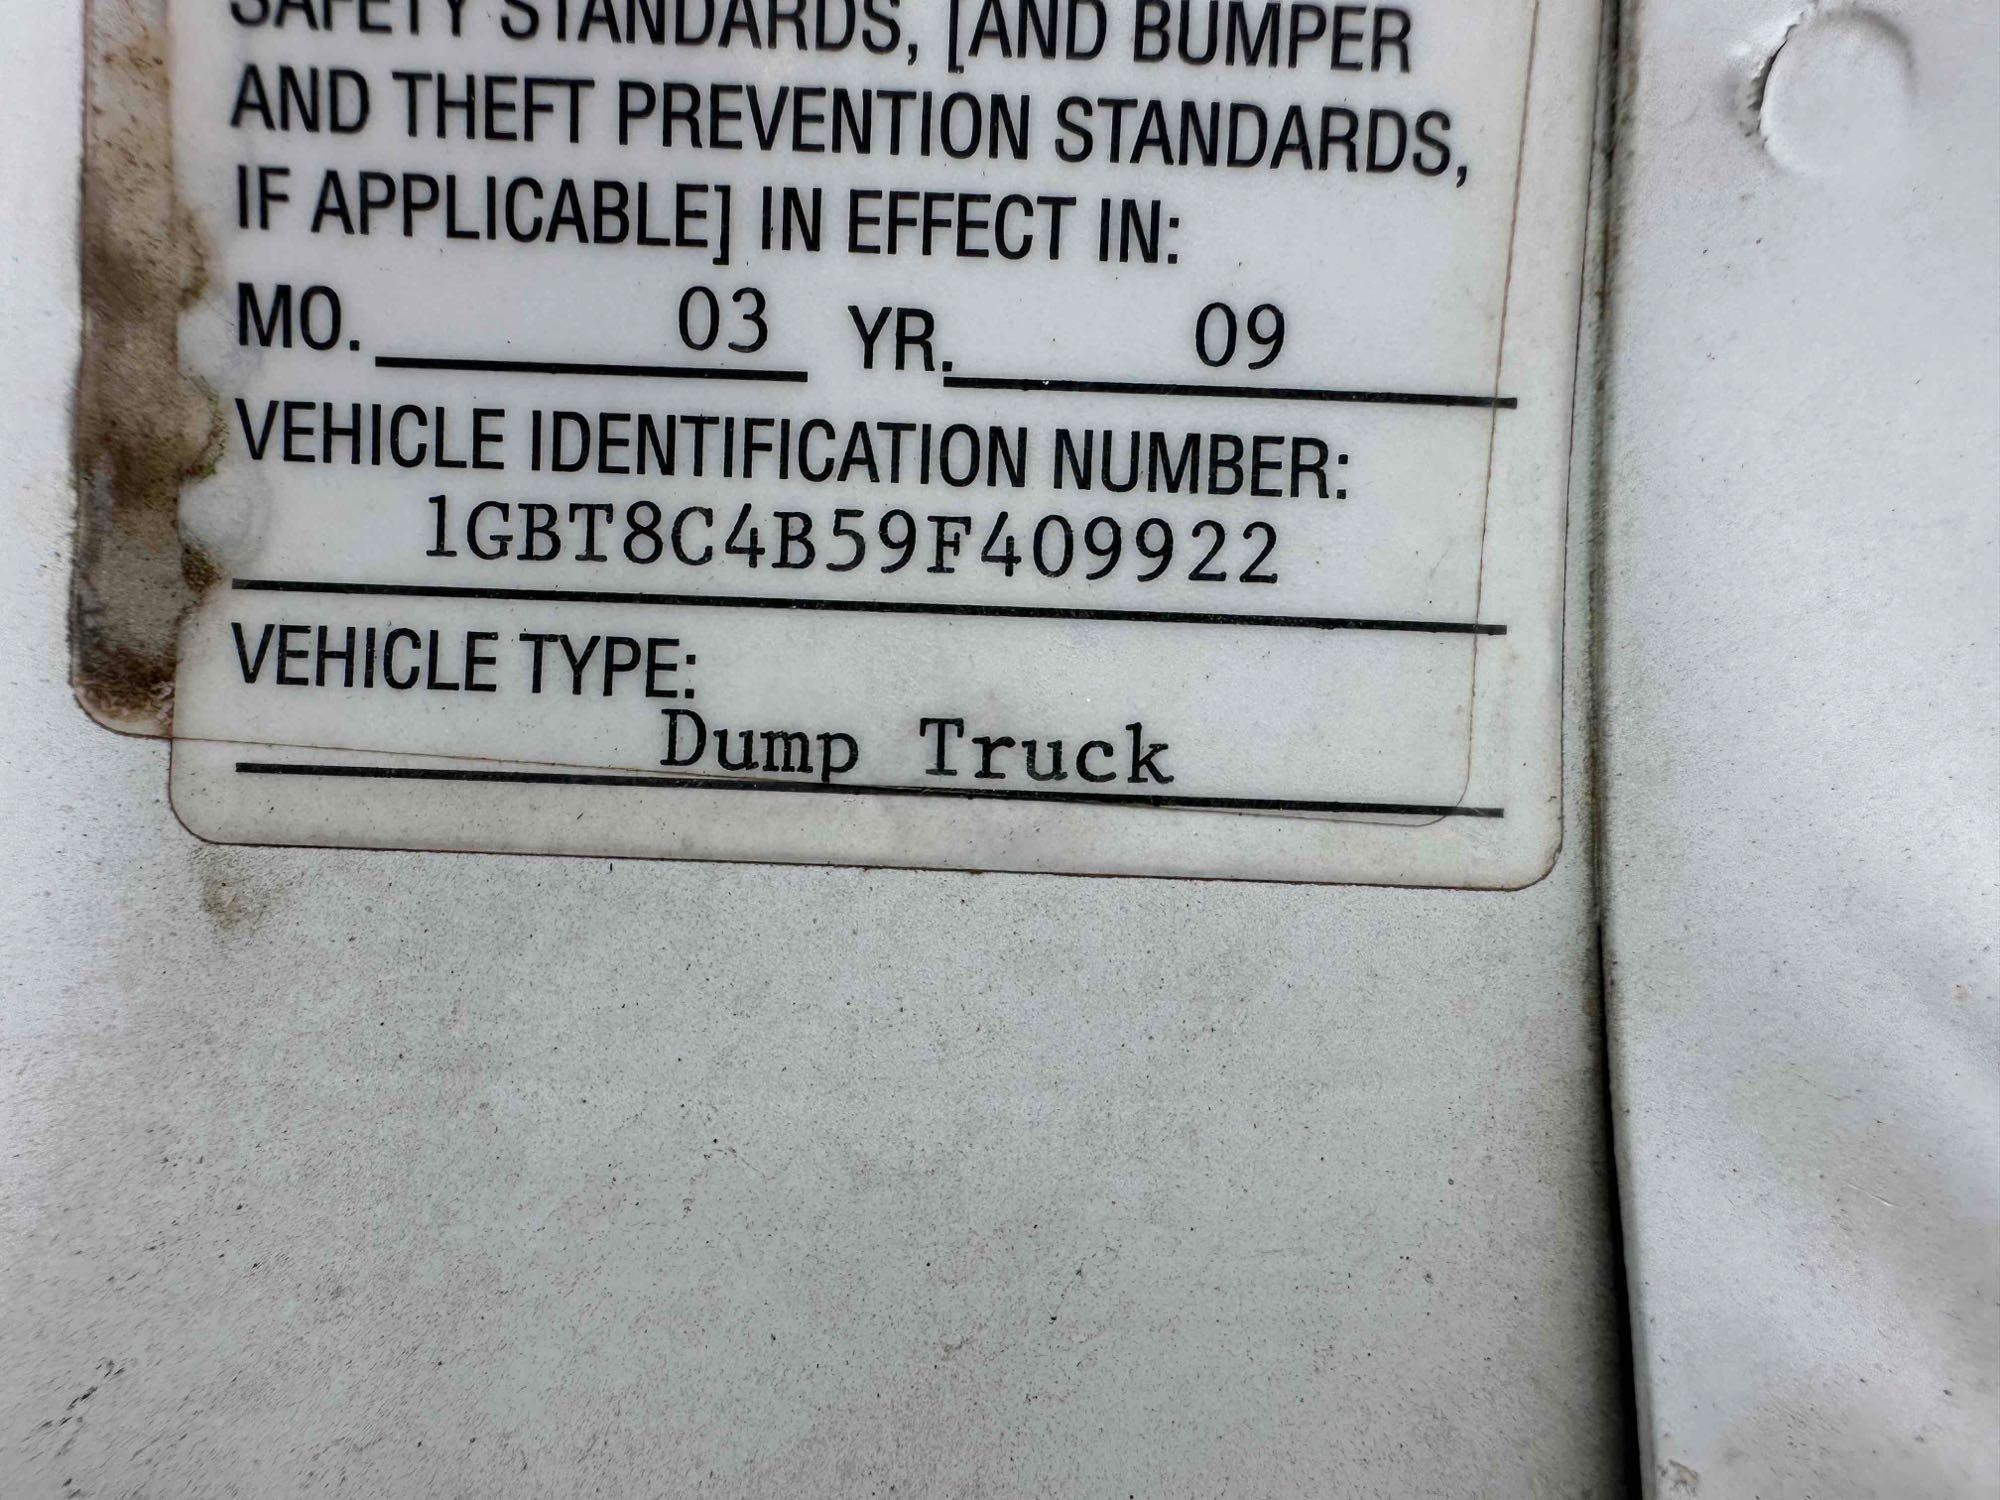 SAFETY STANDARDS, [AND BUMPER
AND THEFT PREVENTION STANDARDS,
IF APPLICABLE] IN EFFECT IN:
MO. 03 YR. 09
VEHICLE IDENTIFICATION NUMBER:
1GBT8C4B59F409922
VEHICLE TYPE:
Dump Truck